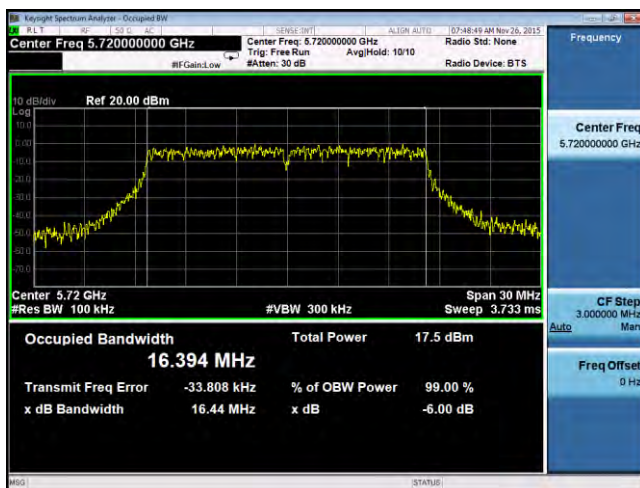 Keysight Spectrum Analyzer - Occupied BW
RLT RF 50 Ω AC SENSE:INT ALIGN AUTO 07:48:49 AM Nov 26, 2015
Center Freq 5.720000000 GHz
Center Freq: 5.720000000 GHz
Radio Std: None
Trig: Free Run Avg|Hold: 10/10
#IFGain:Low
#Atten: 30 dB
Radio Device: BTS
Frequency
10 dB/div Ref 20.00 dBm
Log
10.0
0.00
-10.0
-20.0
-30.0
-40.0
-50.0
-60.0
-70.0
Center 5.72 GHz Span 30 MHz
#Res BW 100 kHz #VBW 300 kHz Sweep 3.733 ms
Occupied Bandwidth Total Power 17.5 dBm
16.394 MHz
Transmit Freq Error -33.808 kHz % of OBW Power 99.00 %
x dB Bandwidth 16.44 MHz x dB -6.00 dB
Center Freq
5.720000000 GHz
CF Step
3.000000 MHz
Auto Man
Freq Offset
0 Hz
MSG STATUS